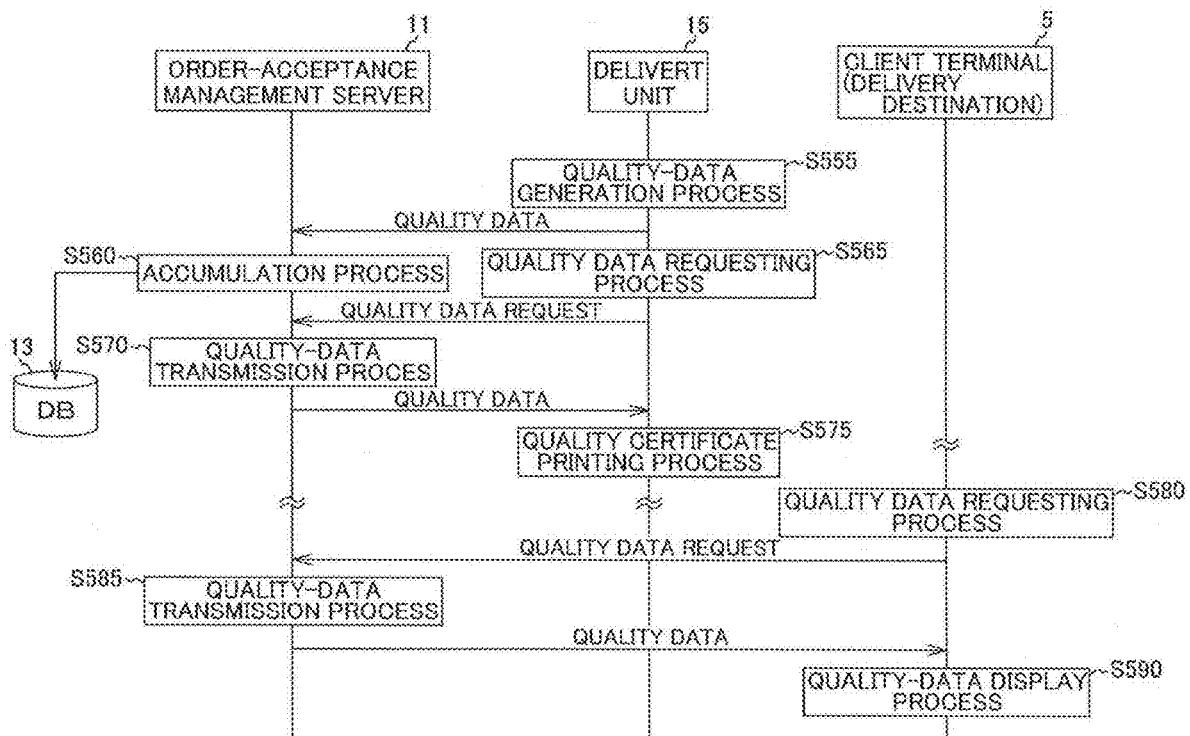 11
15
5
ORDER-ACCEPTANCE
MANAGEMENT SERVER
DELIVERT
UNIT
CLIENT TERMINAL
(DELIVERY
DESTINATION)
QUALITY-DATA
GENERATION PROCESS
S555
QUALITY DATA
S560
ACCUMULATION PROCESS
QUALITY DATA REQUESTING
PROCESS
S565
QUALITY DATA REQUEST
13
DB
S570
QUALITY-DATA
TRANSMISSION PROCES
QUALITY DATA
QUALITY CERTIFICATE
PRINTING PROCESS
S575
QUALITY DATA REQUESTING
PROCESS
S580
QUALITY DATA REQUEST
S585
QUALITY-DATA
TRANSMISSION PROCESS
QUALITY DATA
QUALITY-DATA DISPLAY
PROCESS
S590